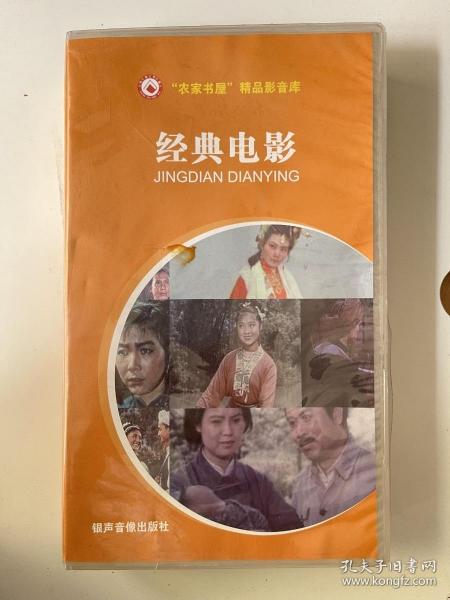 “农家书屋”精品影音库
经典电影
JINGDIAN DIANYING
银声音像出版社
孔夫子旧书网
www.kongfz.com